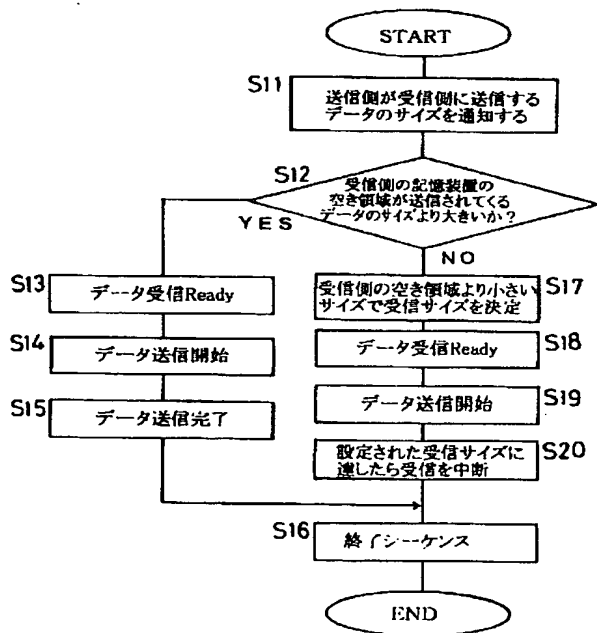 START
S11
送信側が受信側に送信する
データのサイズを通知する
S12
受信側の記憶装置の
空き領域が送信されてくる
データのサイズより大きいか？
YES
NO
S13
データ受信Ready
S14
データ送信開始
S15
データ送信完了
受信側の空き領域より小さい
サイズで受信サイズを決定
S17
データ受信Ready
S18
データ送信開始
S19
設定された受信サイズに
達したら受信を中断
S20
S16
終了シーケンス
END